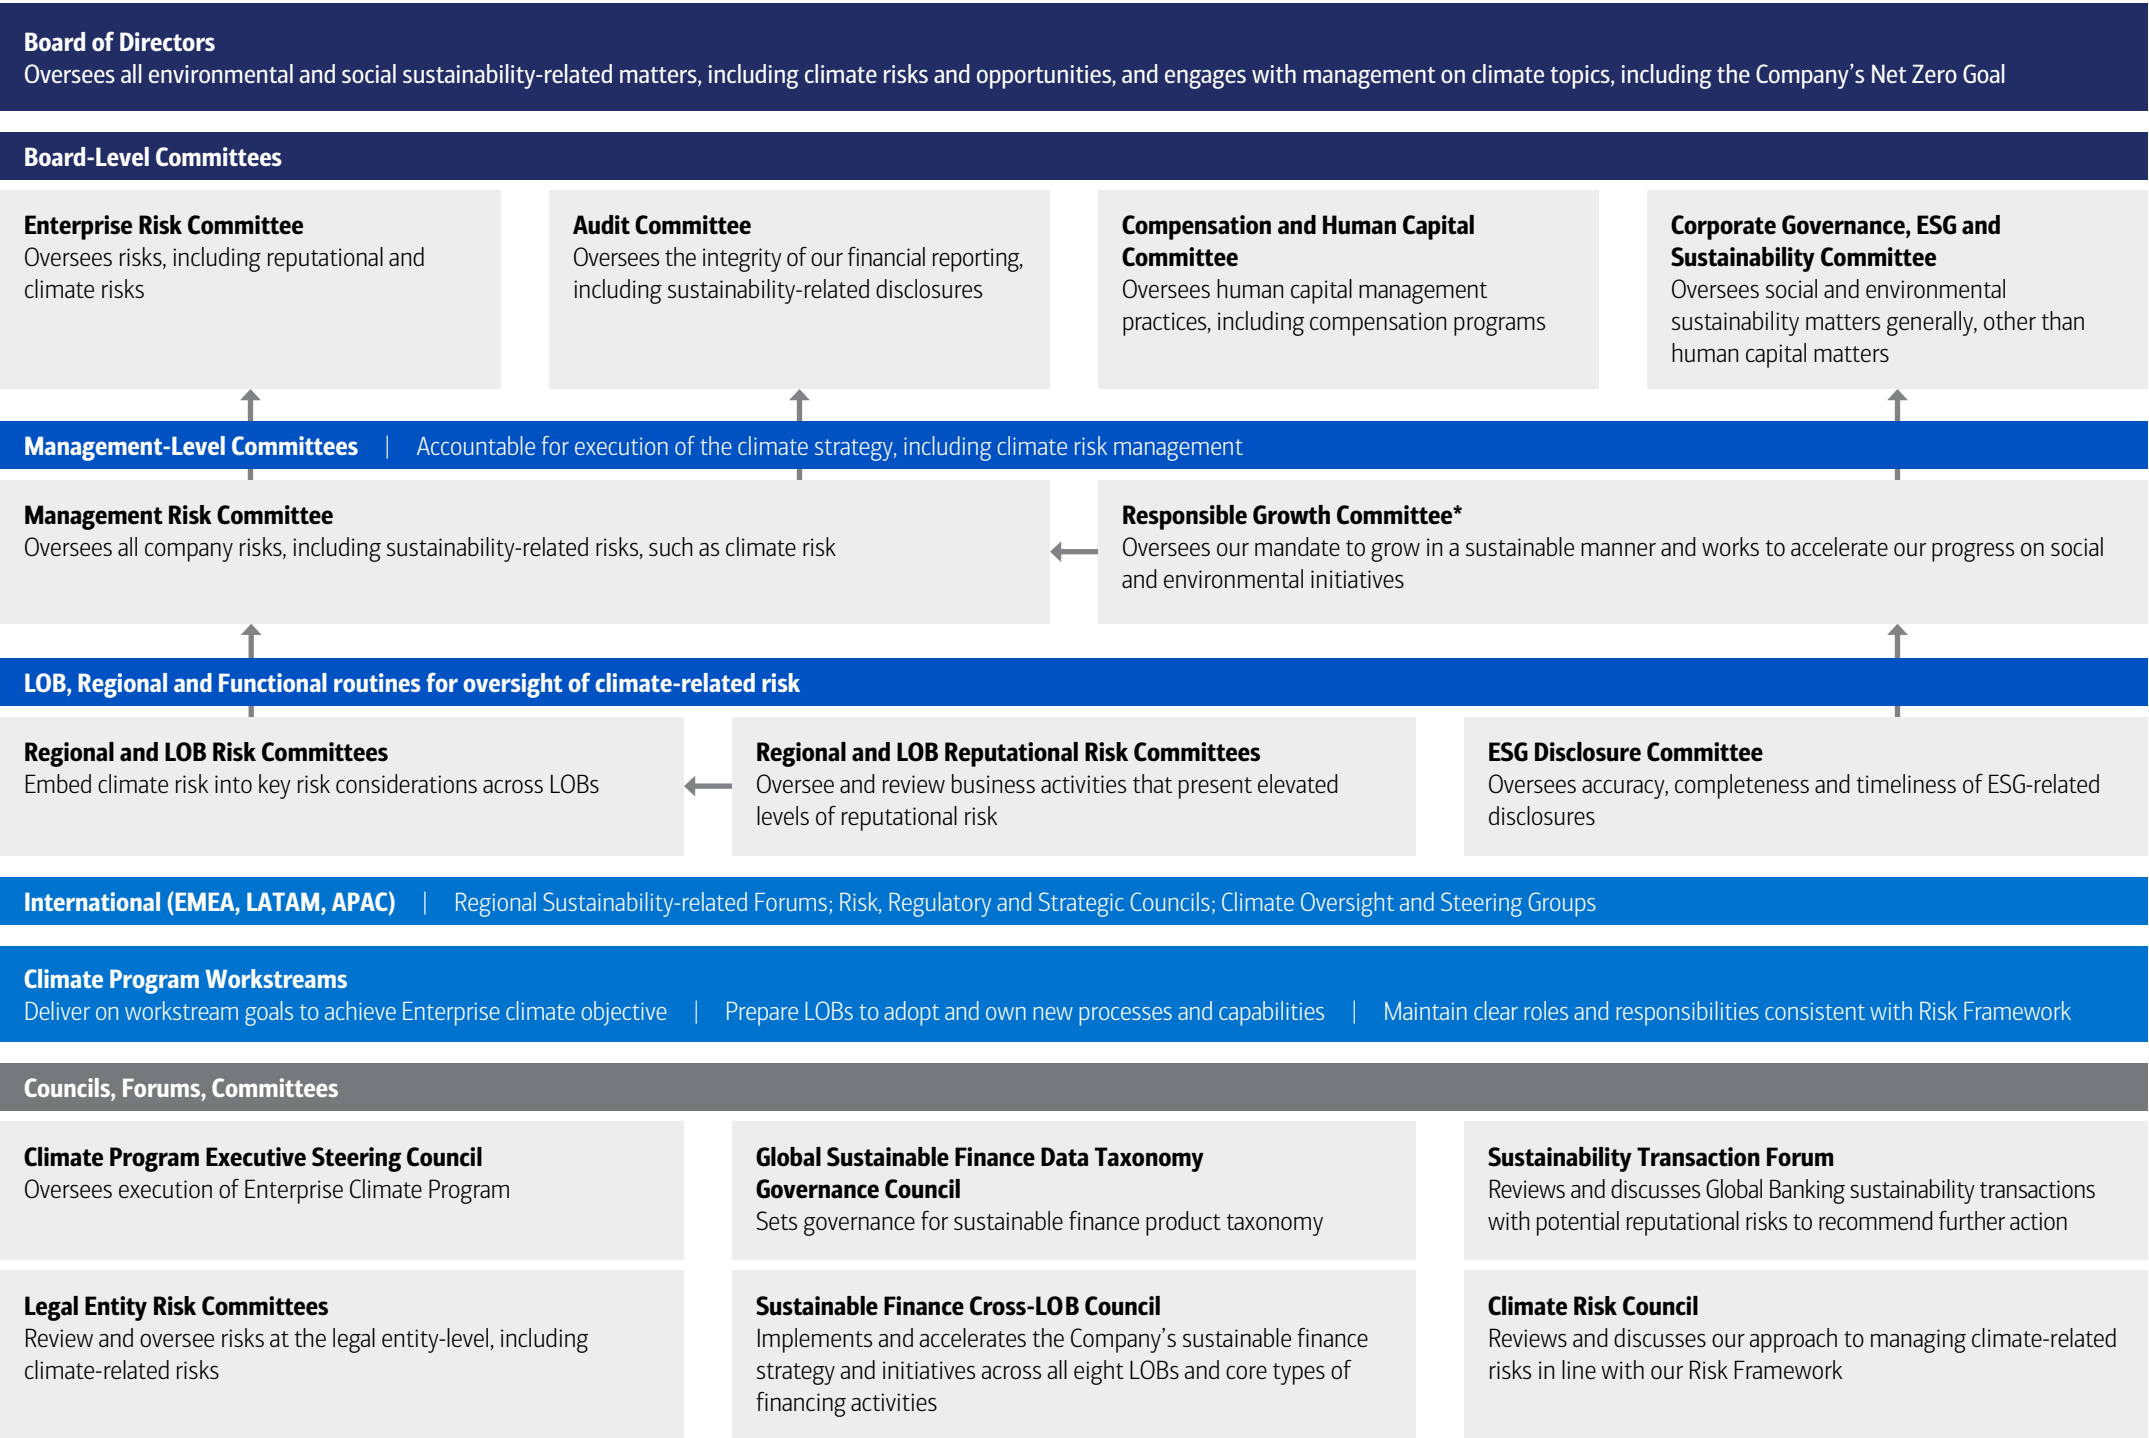 Board of Directors
Oversees all environmental and social sustainability-related matters, including climate risks and opportunities, and engages with management on climate topics, including the Company's Net Zero Goal
Board-Level Committees
Enterprise Risk Committee
Oversees risks, including reputational and
climate risks
Audit Committee
Oversees the integrity of our financial reporting,
including sustainability-related disclosures
Compensation and Human Capital
Committee
Oversees human capital management
practices, including compensation programs
Corporate Governance, ESG and
Sustainability Committee
Oversees social and environmental
sustainability matters generally, other than
human capital matters
Management-Level Committees | Accountable for execution of the climate strategy, including climate risk management
Management Risk Committee
Oversees all company risks, including sustainability-related risks, such as climate risk
Responsible Growth Committee*
Oversees our mandate to grow in a sustainable manner and works to accelerate our progress on social
and environmental initiatives
LOB, Regional and Functional routines for oversight of climate-related risk
Regional and LOB Risk Committees
Embed climate risk into key risk considerations across LOBs
Regional and LOB Reputational Risk Committees
Oversee and review business activities that present elevated
levels of reputational risk
ESG Disclosure Committee
Oversees accuracy, completeness and timeliness of ESG-related
disclosures
International (EMEA, LATAM, APAC) | Regional Sustainability-related Forums; Risk, Regulatory and Strategic Councils; Climate Oversight and Steering Groups
Climate Program Workstreams
Deliver on workstream goals to achieve Enterprise climate objective | Prepare LOBs to adopt and own new processes and capabilities | Maintain clear roles and responsibilities consistent with Risk Framework
Councils, Forums, Committees
Climate Program Executive Steering Council
Oversees execution of Enterprise Climate Program
Global Sustainable Finance Data Taxonomy
Governance Council
Sets governance for sustainable finance product taxonomy
Sustainability Transaction Forum
Reviews and discusses Global Banking sustainability transactions
with potential reputational risks to recommend further action
Legal Entity Risk Committees
Review and oversee risks at the legal entity-level, including
climate-related risks
Sustainable Finance Cross-LOB Council
Implements and accelerates the Company's sustainable finance
strategy and initiatives across all eight LOBs and core types of
financing activities
Climate Risk Council
Reviews and discusses our approach to managing climate-related
risks in line with our Risk Framework